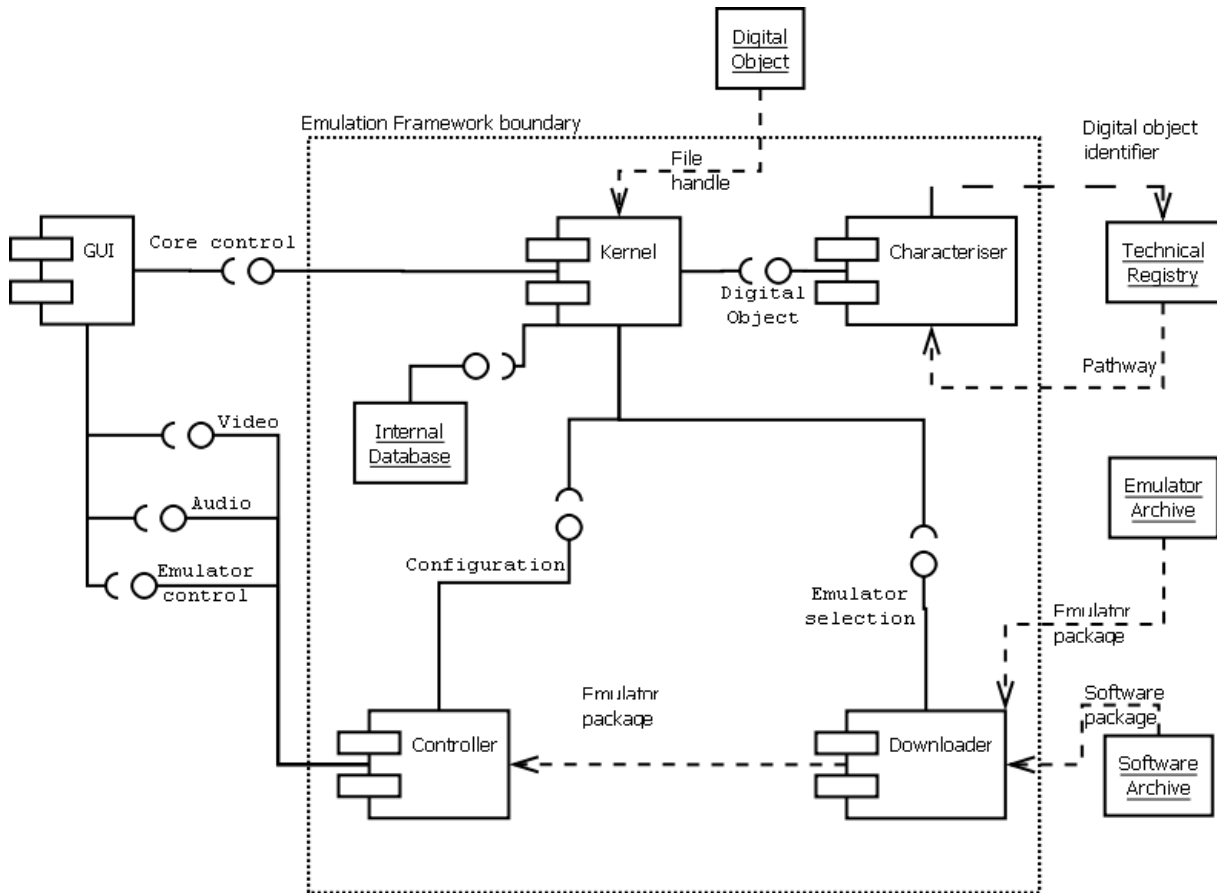 Digital
Object
Emulation Framework boundary
Digital object
identifier
File
handle
GUI
Core control
Kernel
Characteriser
Technical
Registry
Digital
Object
Pathway
Internal
Database
Video
Audio
Emulator
control
Configuration
Emulator
selection
Emulator
Archive
Emulator
package
Emulator
package
Software
package
Controller
Downloader
Software
Archive